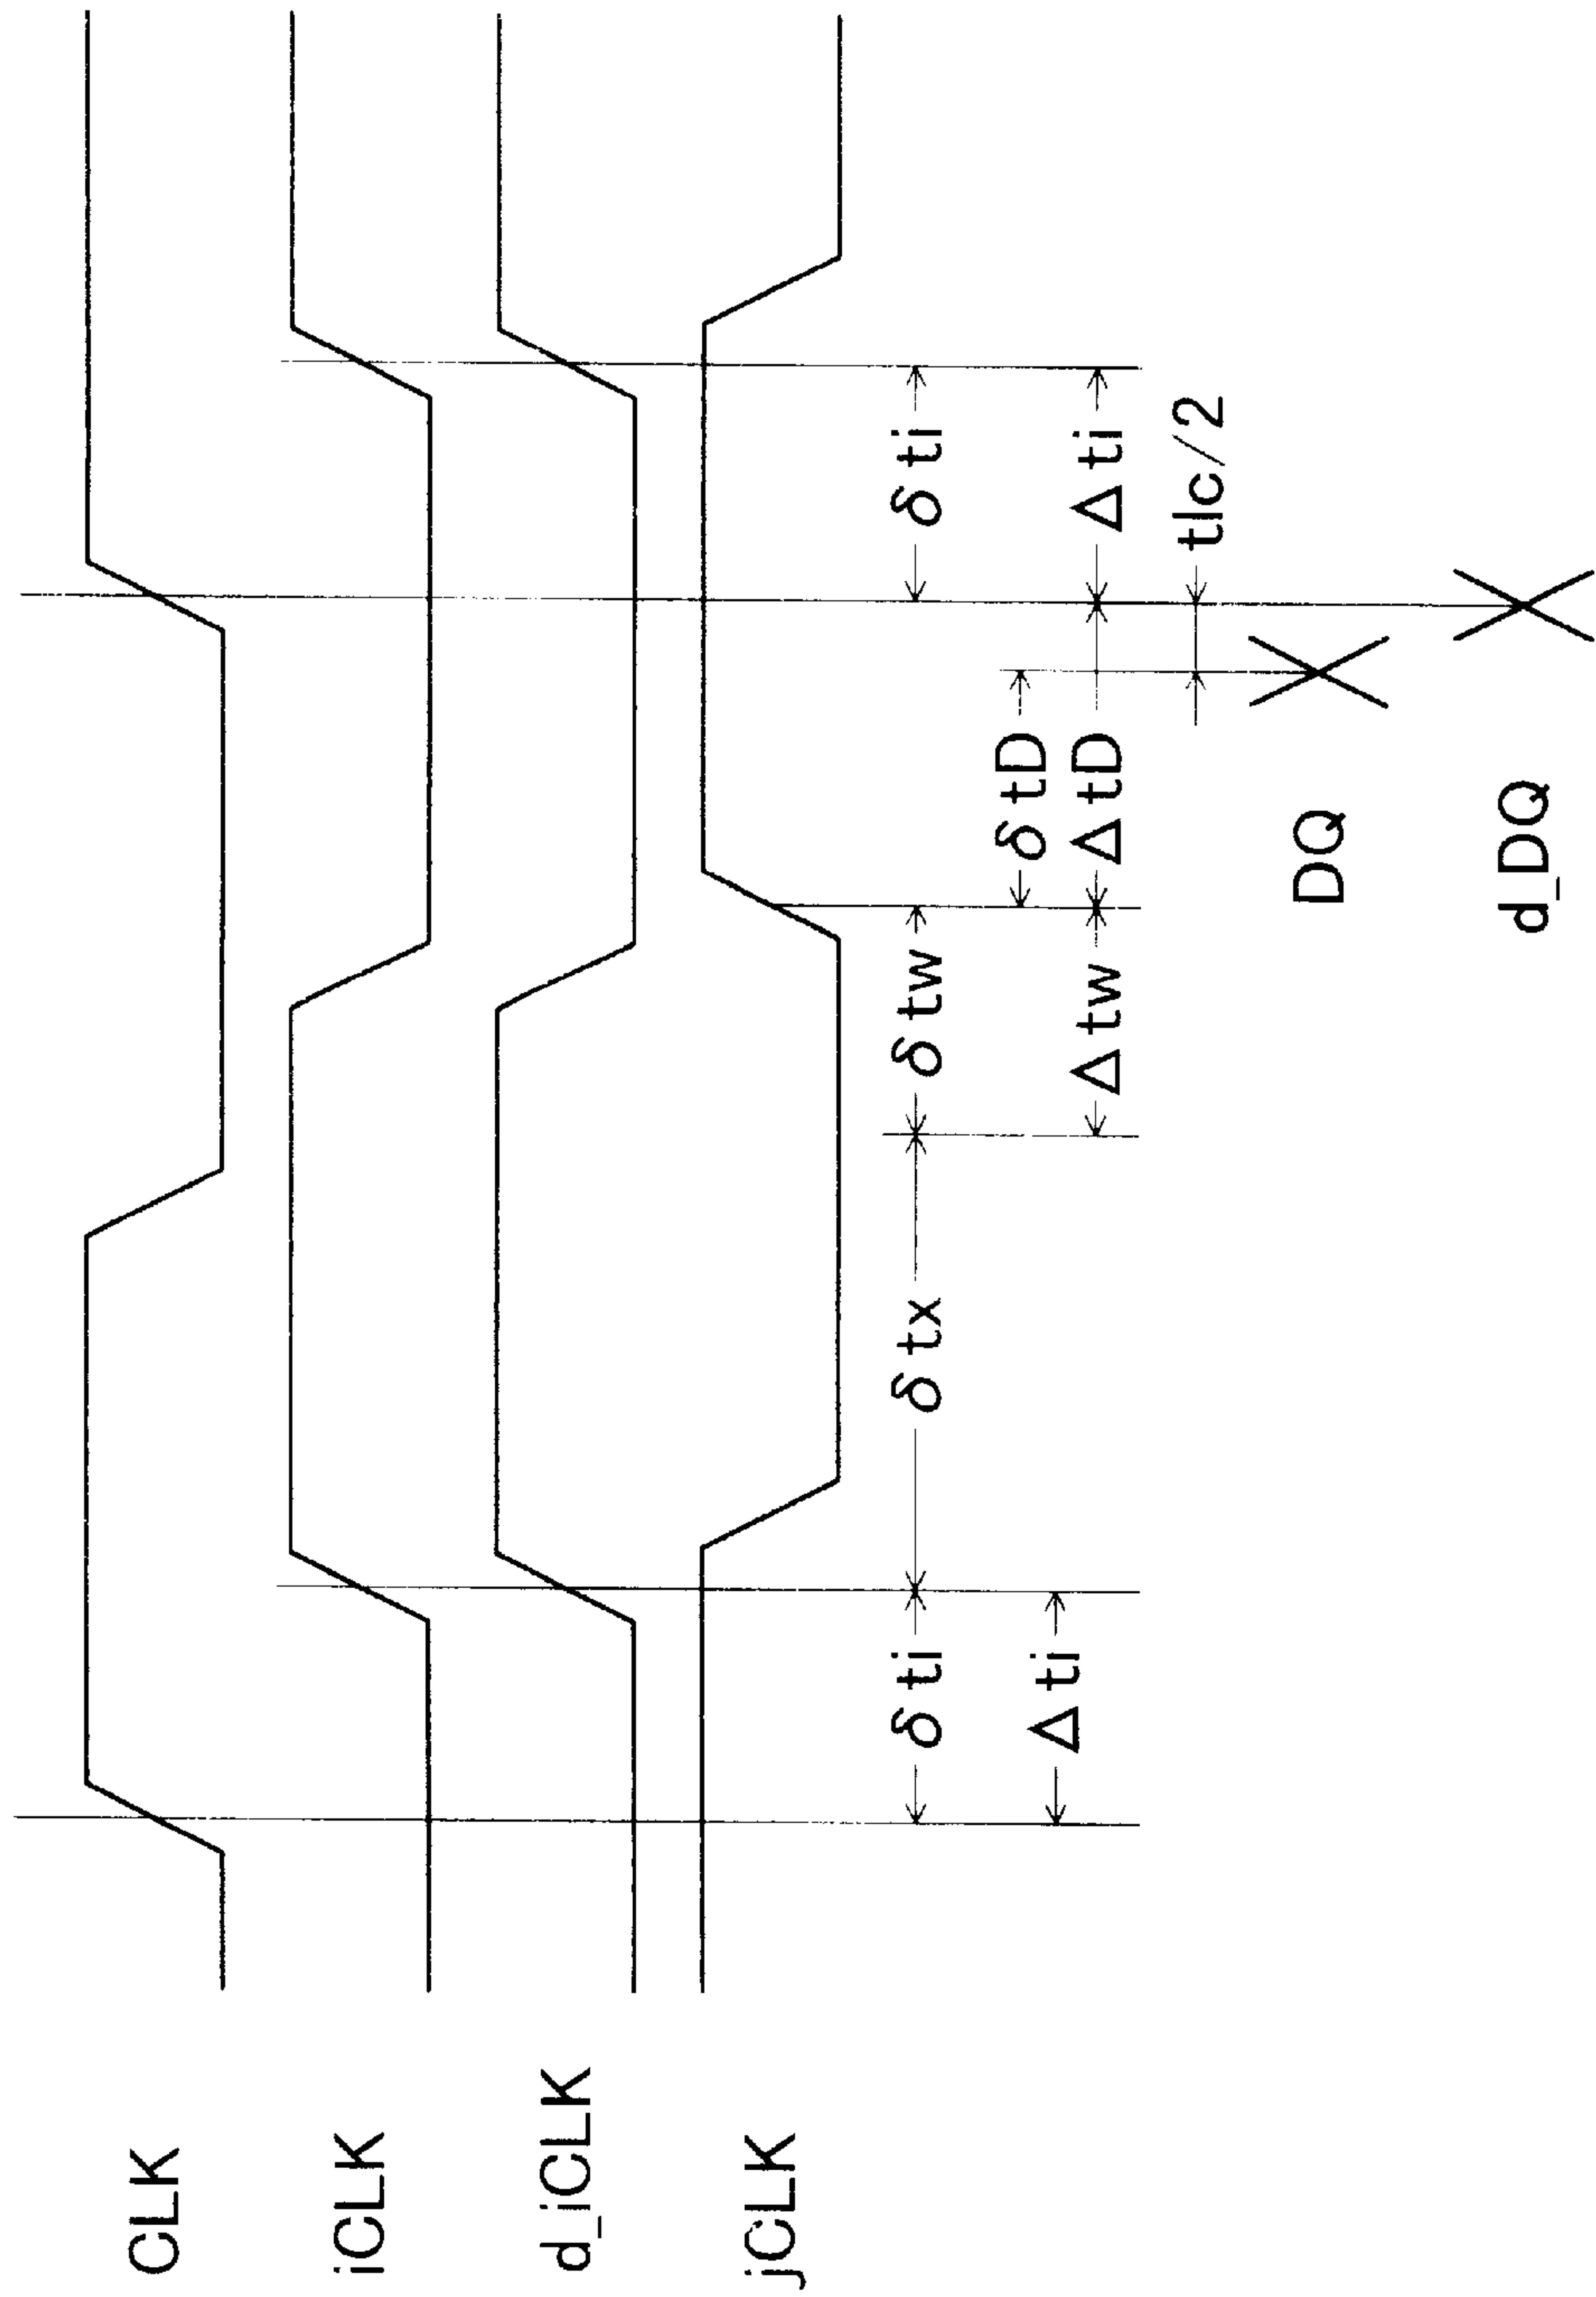 CLK
iCLK
d_iCLK
jCLK
δti δtx δtw δti
δtD
Δti Δtw ΔtD Δti
tlc/2
DQ
d_DQ